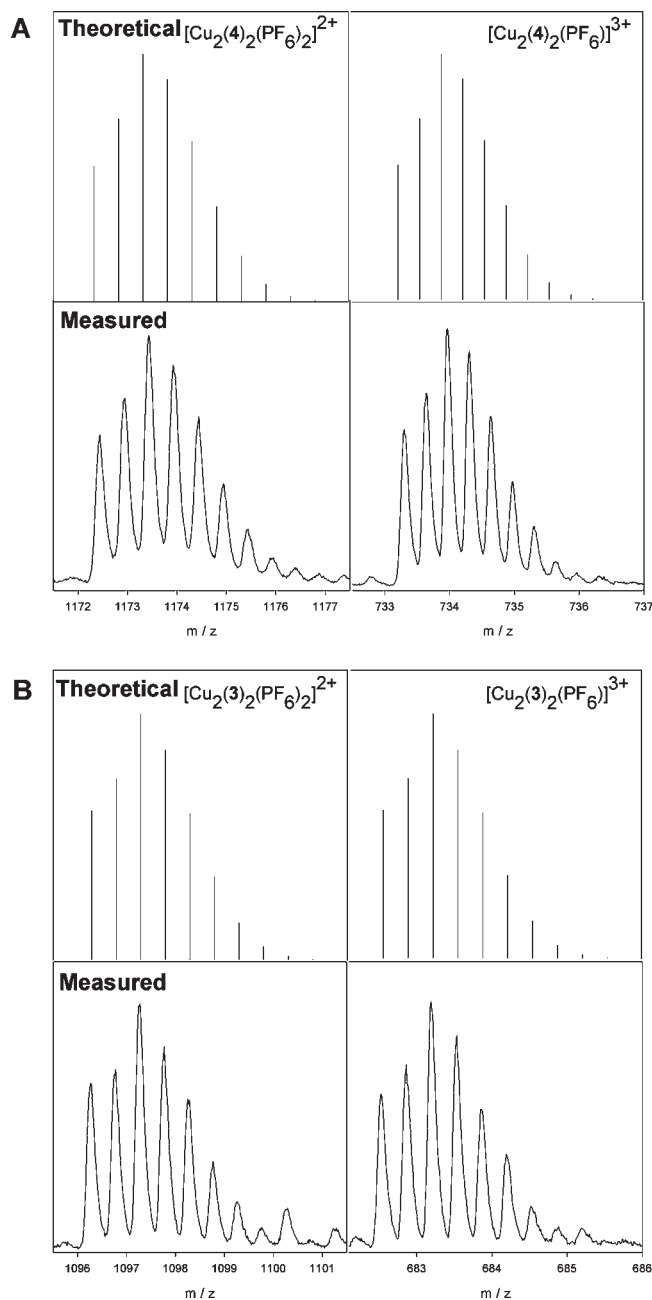 A
Theoretical [Cu₂(4)₂(PF₆)₂]²⁺
[Cu₂(4)₂(PF₆)]³⁺
Measured
1172 1173 1174 1175 1176 1177
733 734 735 736 737
m / z
m / z
B
Theoretical [Cu₂(3)₂(PF₆)₂]²⁺
[Cu₂(3)₂(PF₆)]³⁺
Measured
1096 1097 1098 1099 1100 1101
683 684 685 686
m / z
m / z